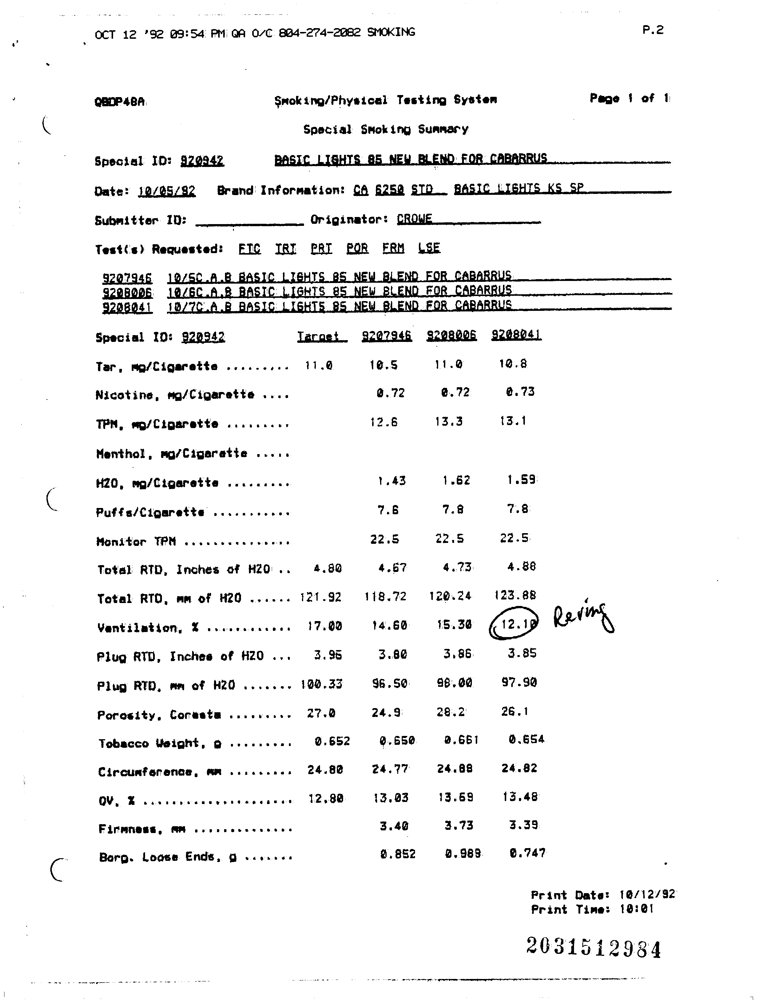 OCT 12 '92 09:54 PM QA O/C 804-274-2082 SMOKING P.2
QBDP48A Smoking/Physical Testing System Page 1 of 1
Special Smoking Summary
Special ID: 920942 BASIC LIGHTS 85 NEW BLEND FOR CABARRUS
Date: 10/05/92 Brand Information: CA 6250 STD BASIC LIGHTS KS SP
Submitter ID: Originator: CROWE
Test(s) Requested: FTC TRT PRT POR FRM LSE
9207946 10/5C.A.B BASIC LIGHTS 85 NEW BLEND FOR CABARRUS
9208006 10/6C.A.B BASIC LIGHTS 85 NEW BLEND FOR CABARRUS
9208041 10/7C.A.B BASIC LIGHTS 85 NEW BLEND FOR CABARRUS
Special ID: 920942 Target 9207946 9208006 9208041
Tar, mg/Cigarette ......... 11.0 10.5 11.0 10.8
Nicotine, mg/Cigarette .... 0.72 0.72 0.73
TPM, mg/Cigarette ......... 12.6 13.3 13.1
Menthol, mg/Cigarette .....
H2O, mg/Cigarette ......... 1.43 1.62 1.59
Puffs/Cigarette ........... 7.6 7.8 7.8
Monitor TPM ............... 22.5 22.5 22.5
Total RTD, Inches of H2O .. 4.80 4.67 4.73 4.88
Total RTD, mm of H2O ...... 121.92 118.72 120.24 123.88
Ventilation, % ............ 17.00 14.60 15.30 12.10
Plug RTD, Inches of H2O ... 3.95 3.80 3.86 3.85
Plug RTD, mm of H2O ....... 100.33 96.50 98.00 97.90
Porosity, Coresta ......... 27.0 24.9 28.2 26.1
Tobacco Weight, g ......... 0.652 0.650 0.661 0.654
Circumference, mm ......... 24.80 24.77 24.88 24.82
OV, % ..................... 12.80 13.03 13.69 13.48
Firmness, mm .............. 3.40 3.73 3.39
Borg. Loose Ends, g ....... 0.852 0.989 0.747
Print Date: 10/12/92
Print Time: 10:01
2031512984